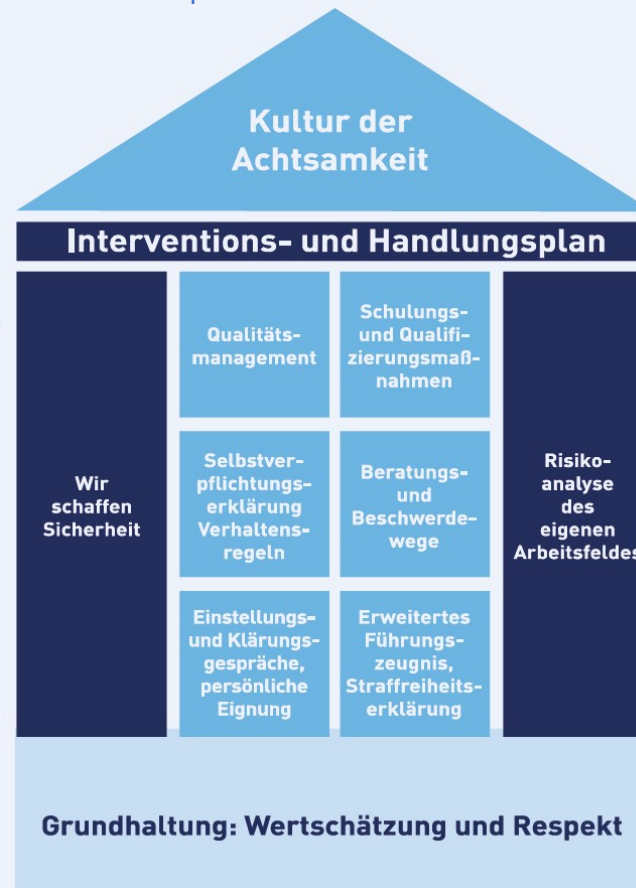 Kultur der
Achtsamkeit
Interventions- und Handlungsplan
Wir
schaffen
Sicherheit
Qualitäts-
management
Schulungs-
und Qualifi-
zierungsmaß-
nahmen
Selbstver-
pflichtungs-
erklärung
Verhaltens-
regeln
Beratungs-
und
Beschwerde-
wege
Einstellungs-
und Klärungs-
gespräche,
persönliche
Eignung
Erweitertes
Führungs-
zeugnis,
Straffreiheits-
erklärung
Risiko-
analyse
des
eigenen
Arbeitsfeldes
Grundhaltung: Wertschätzung und Respekt